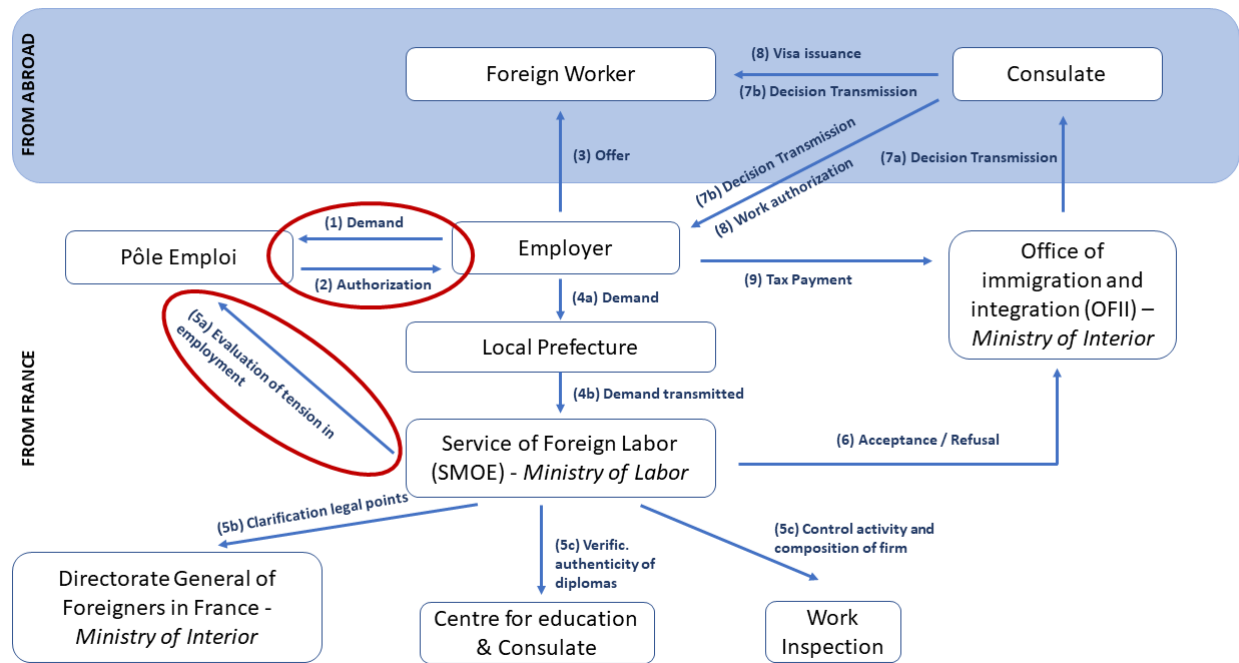 FROM ABROAD
Foreign Worker
(8) Visa issuance
(7b) Decision Transmission
Consulate
(3) Offer
(7b) Decision Transmission
(8) Work authorization
(7a) Decision Transmission
FROM FRANCE
Pôle Emploi
(1) Demand
(2) Authorization
Employer
(9) Tax Payment
Office of
immigration and
integration (OFII) –
Ministry of Interior
(4a) Demand
Local Prefecture
(4b) Demand transmitted
(5a) Evaluation of tension in
employment
Service of Foreign Labor
(SMOE) - Ministry of Labor
(6) Acceptance / Refusal
(5b) Clarification legal points
(5c) Verific.
authenticity of
diplomas
(5c) Control activity and
composition of firm
Directorate General of
Foreigners in France -
Ministry of Interior
Centre for education
& Consulate
Work
Inspection